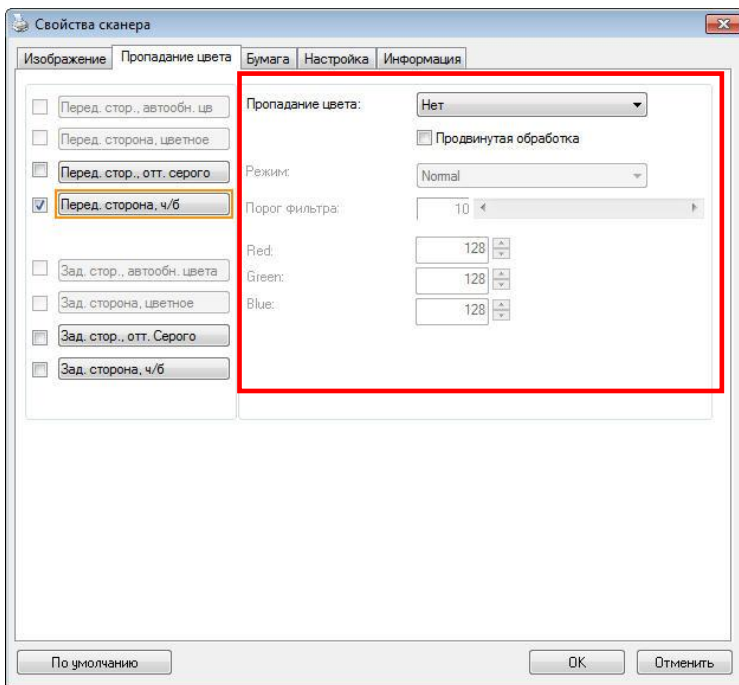 Свойства сканера
Изображение Пропадание цвета Бумага Настройка Информация
Перед. стор., автообн. цв
Перед. сторона, цветное
Перед. стор., отт. серого
Перед. сторона, ч/б
Зад. стор., автообн. цвета
Зад. сторона, цветное
Зад. стор., отт. Серого
Зад. сторона, ч/б
Пропадание цвета: Нет
Продвинутая обработка
Режим: Normal
Порог фильтра: 10
Red: 128
Green: 128
Blue: 128
По умолчанию OK Отменить